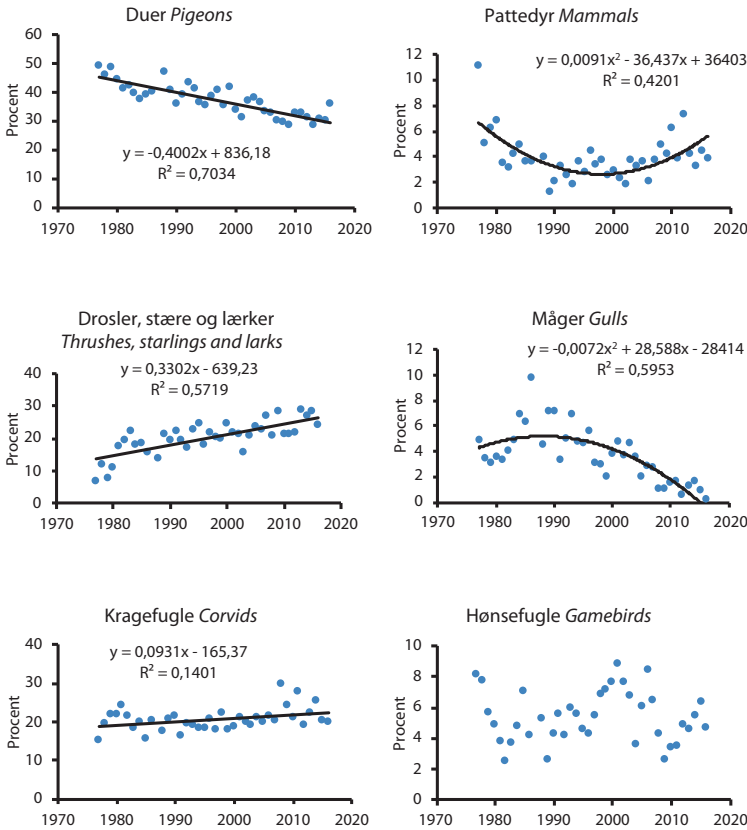 Duer Pigeons
60
50
40
30
20
10
0
Procent
y = -0,4002x + 836,18
R² = 0,7034
1970 1980 1990 2000 2010 2020
Pattedyr Mammals
12
10
8
6
4
2
0
Procent
y = 0,0091x² - 36,437x + 36403
R² = 0,4201
1970 1980 1990 2000 2010 2020
Drosler, stære og lærker
Thrushes, starlings and larks
40
30
20
10
0
Procent
y = 0,3302x - 639,23
R² = 0,5719
1970 1980 1990 2000 2010 2020
Måger Gulls
12
10
8
6
4
2
0
Procent
y = -0,0072x² + 28,588x - 28414
R² = 0,5953
1970 1980 1990 2000 2010 2020
Kragefugle Corvids
40
30
20
10
0
Procent
y = 0,0931x - 165,37
R² = 0,1401
1970 1980 1990 2000 2010 2020
Hønsefugle Gamebirds
10
8
6
4
2
0
Procent
1970 1980 1990 2000 2010 2020